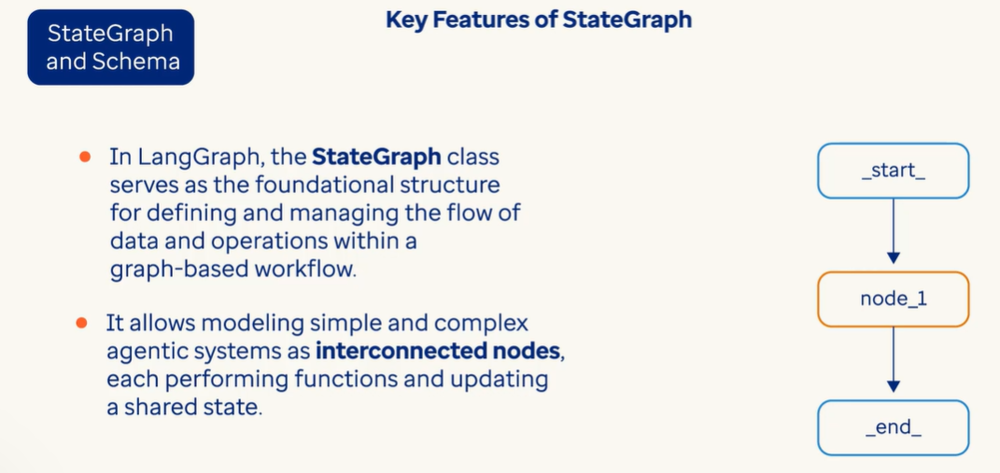 StateGraph
and Schema
Key Features of StateGraph
In LangGraph, the StateGraph class
serves as the foundational structure
for defining and managing the flow of
data and operations within a
graph-based workflow.
It allows modeling simple and complex
agentic systems as interconnected nodes,
each performing functions and updating
a shared state.
_start_
node_1
_end_